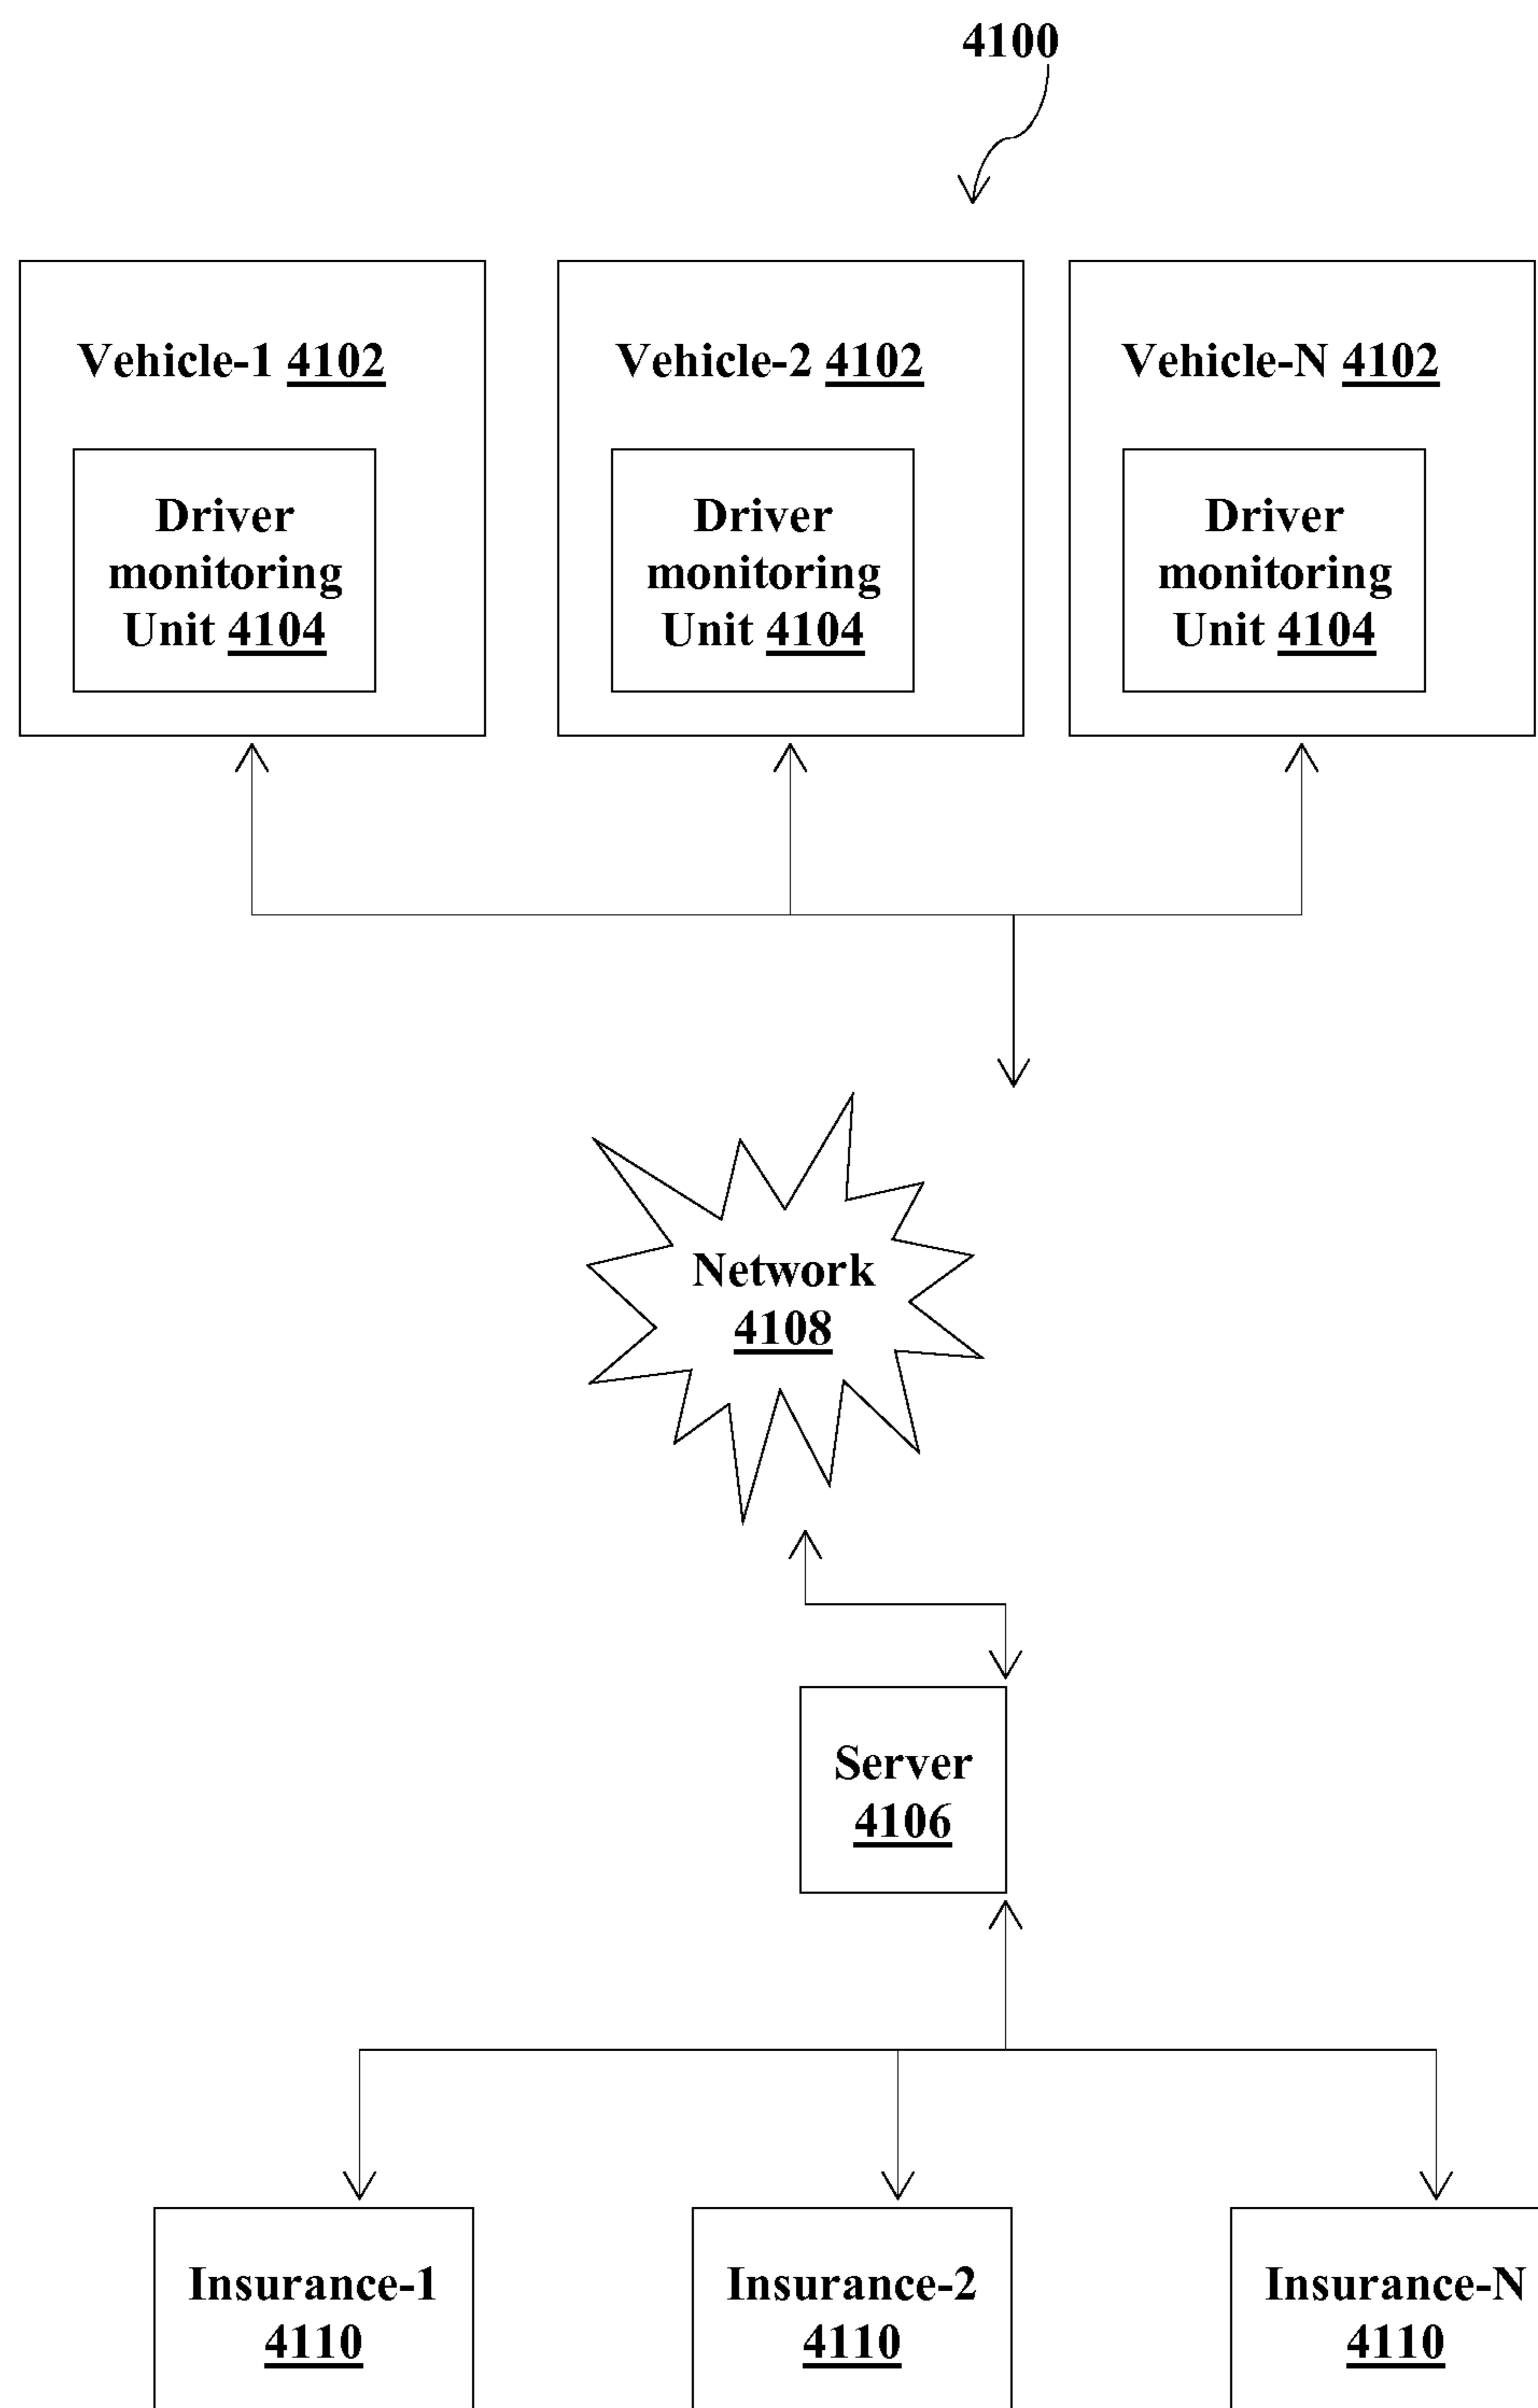 4100
Vehicle-1 4102
Driver
monitoring
Unit 4104
Vehicle-2 4102
Driver
monitoring
Unit 4104
Vehicle-N 4102
Driver
monitoring
Unit 4104
Network
4108
Server
4106
Insurance-1
4110
Insurance-2
4110
Insurance-N
4110